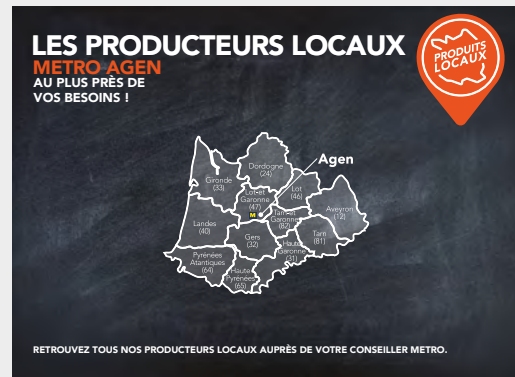 LES PRODUCTEURS LOCAUX
METRO AGEN
AU PLUS PRÈS DE
VOS BESOINS !
PRODUITS
LOCAUX
Agen
Dordogne
(24)
Gironde
(33)
Lot-et
Garonne
(47)
Lot
(46)
M
Tarn-et
Garonne
(82)
Aveyron
(12)
Landes
(40)
Gers
(32)
Tarn
(81)
Haute
Garonne
(31)
Pyrénées
Atantiques
(64)
Haute
Pyrénées
(65)
RETROUVEZ TOUS NOS PRODUCTEURS LOCAUX AUPRÈS DE VOTRE CONSEILLER METRO.